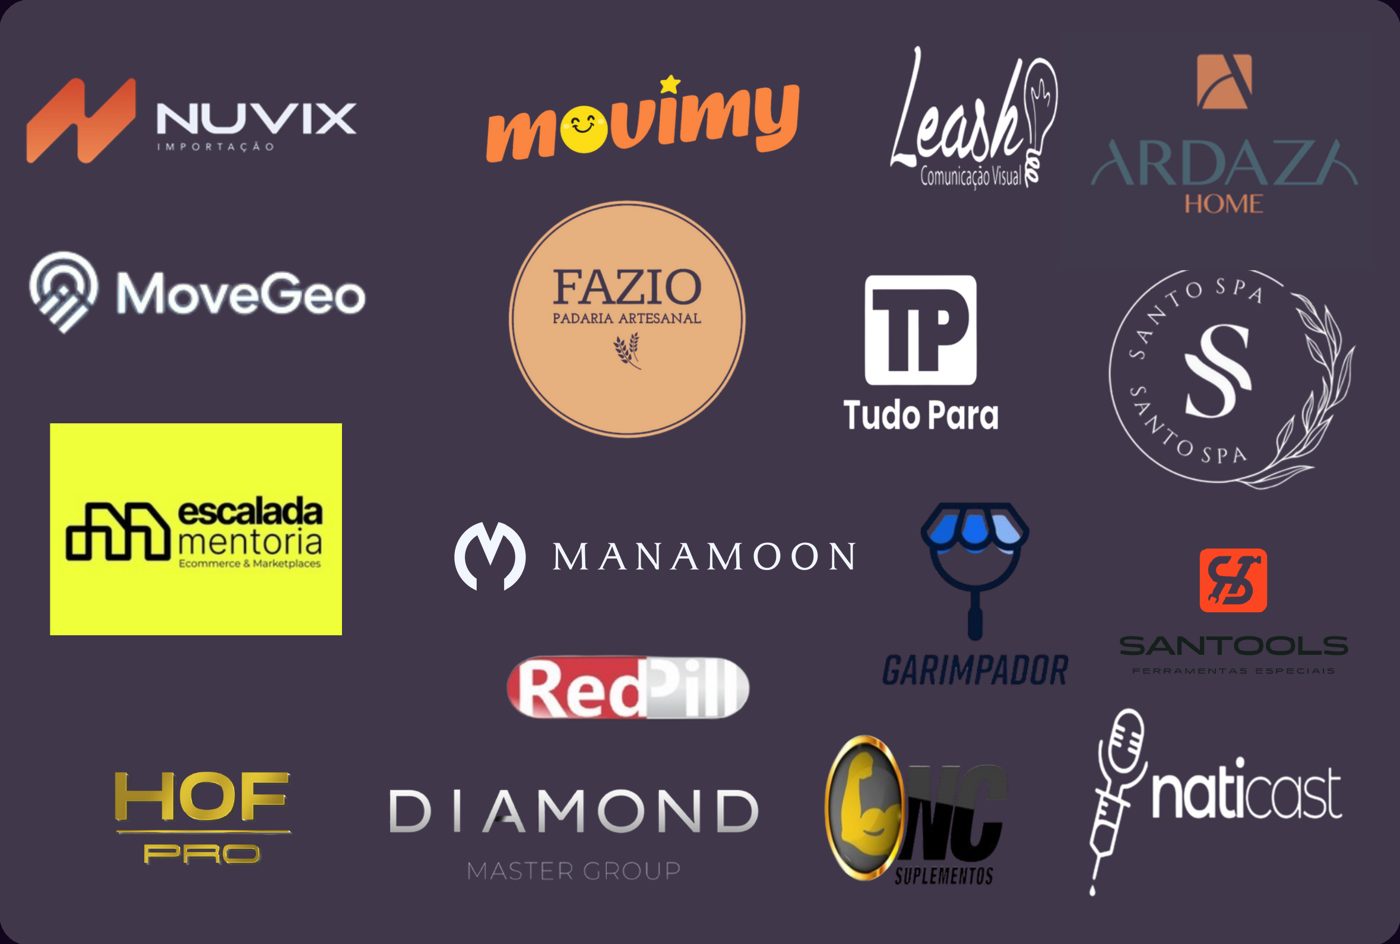 NUVIX
IMPORTAÇÃO
movimy
Leash
Comunicação Visual
ARDAZA
HOME
MoveGeo
FAZIO
PADARIA ARTESANAL
TP
Tudo Para
SANTO SPA
S
SANTO SPA
escalada
mentoria
Ecommerce & Marketplaces
MANAMOON
GARIMPADOR
SANTOOLS
FERRAMENTAS ESPECIAIS
RedPill
HOF
PRO
DIAMOND
MASTER GROUP
NC
SUPLEMENTOS
naticast